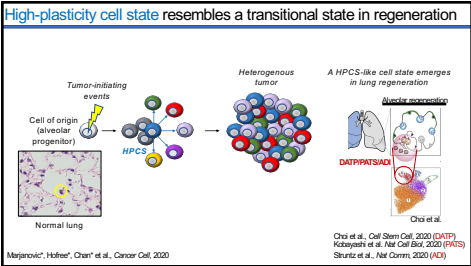 High-plasticity cell state resembles a transitional state in regeneration
Tumor-initiating
events
Cell of origin
(alveolar
progenitor)
HPCS
Normal lung
Heterogenous
tumor
A HPCS-like cell state emerges
in lung regeneration
Alveolar regeneration
DATP/PATS/ADI
Choi et al.
Choi et al., Cell Stem Cell, 2020 (DATP)
Kobayashi et al. Nat Cell Biol, 2020 (PATS)
Struntz et al., Nat Comm, 2020 (ADI)
Marjanovic*, Hofree*, Chan* et al., Cancer Cell, 2020